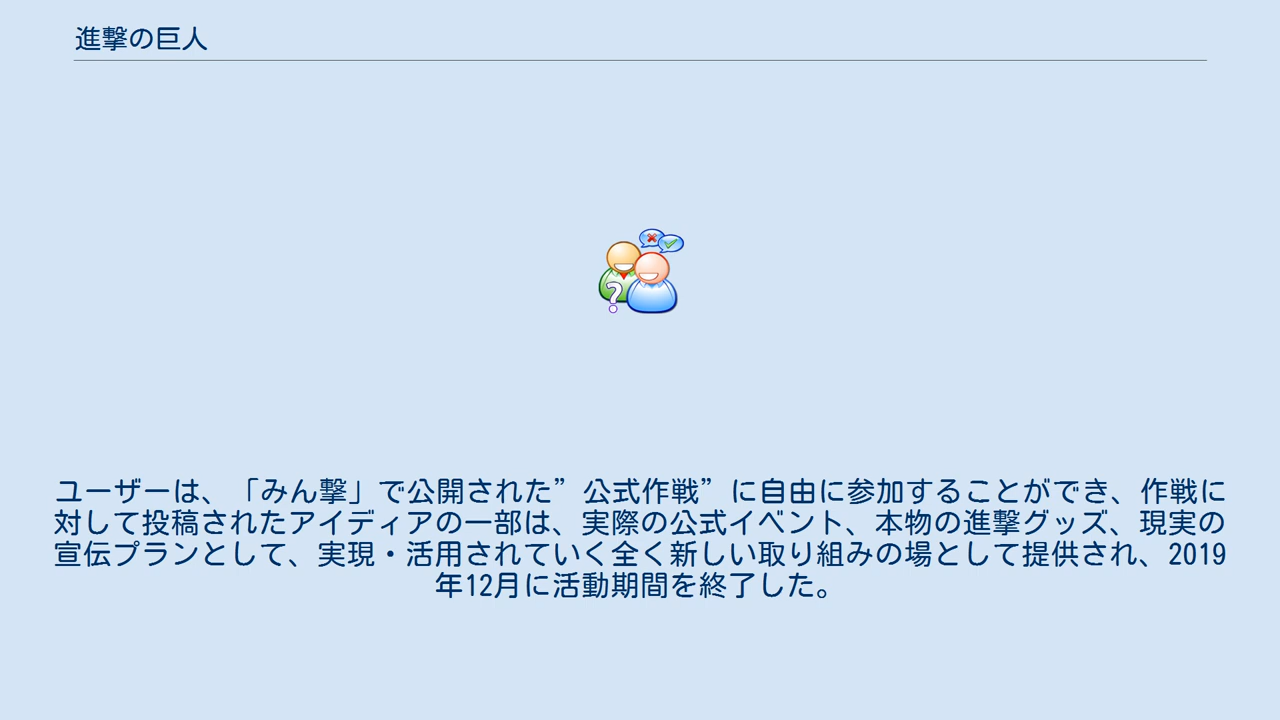 進撃の巨人
ユーザーは、「みん撃」で公開された”公式作戦”に自由に参加することができ、作戦に
対して投稿されたアイディアの一部は、実際の公式イベント、本物の進撃グッズ、現実の
宣伝プランとして、実現・活用されていく全く新しい取り組みの場として提供され、2019
年12月に活動期間を終了した。